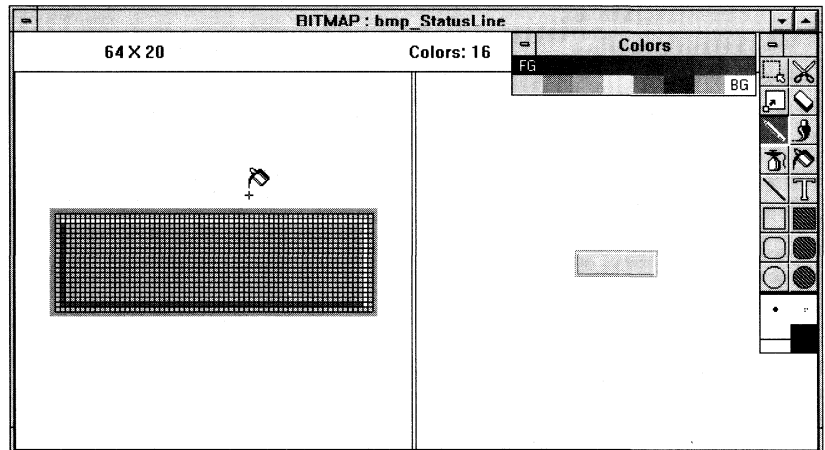 BITMAP : bmp_StatusLine
64 X 20
Colors: 16
Colors
FG
BG
T